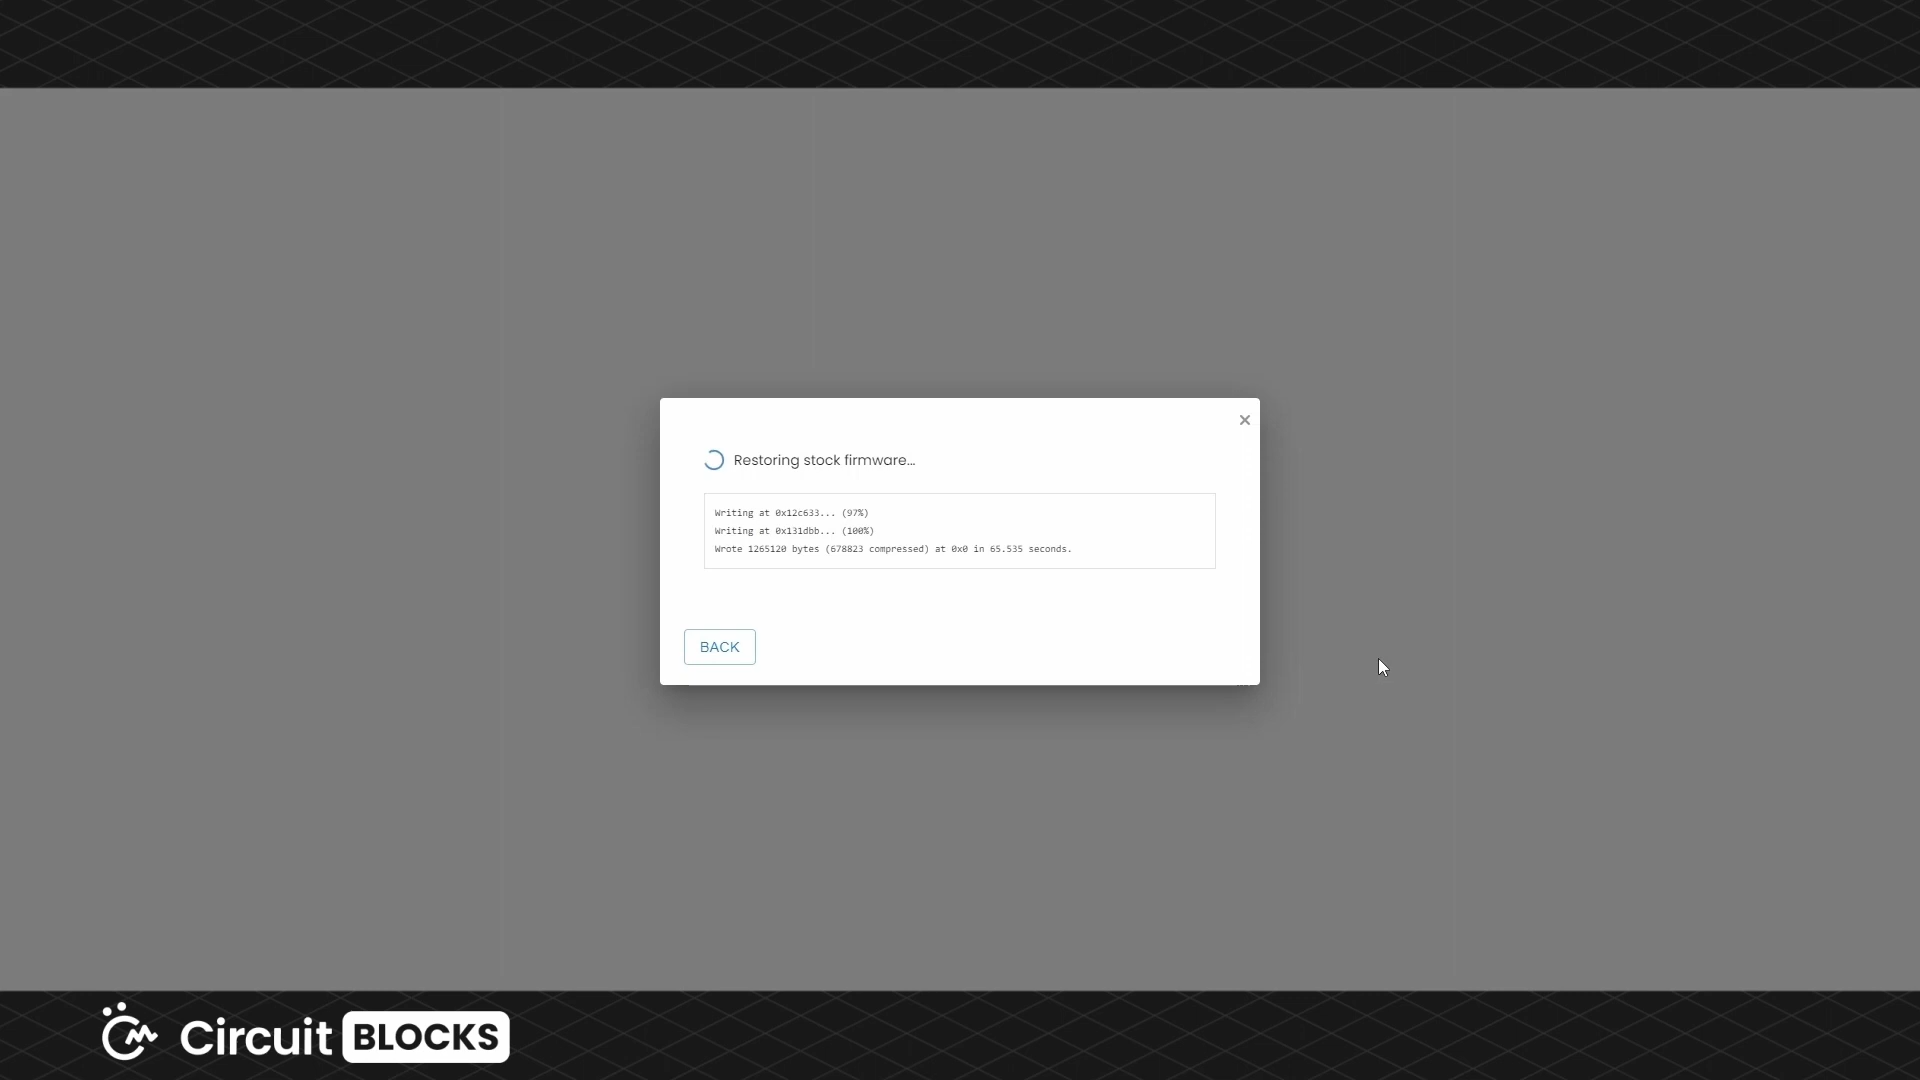 Restoring stock firmware...
Writing at 0x12c633... (97%)
Writing at 0x131dbb... (100%)
Wrote 1265120 bytes (678823 compressed) at 0x0 in 65.535 seconds.
BACK
Circuit BLOCKS